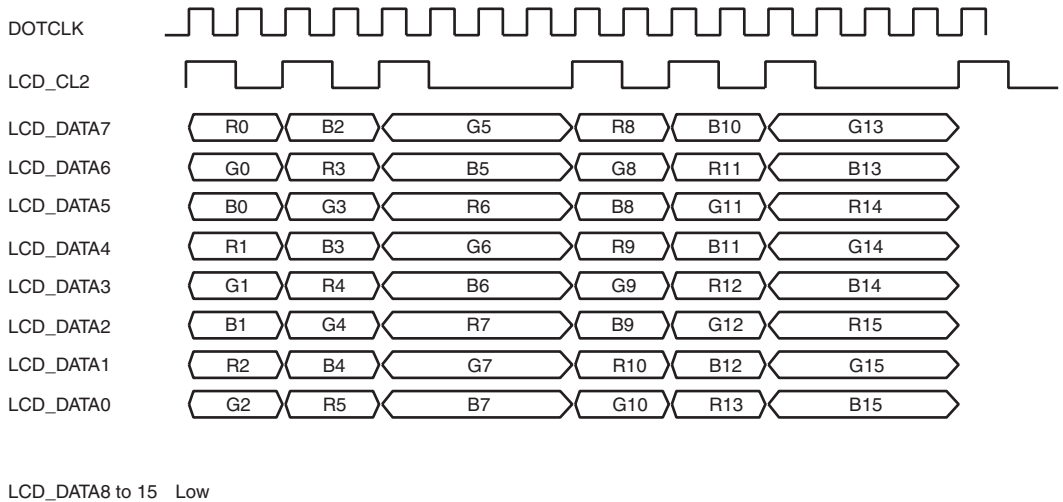 DOTCLK
LCD_CL2
LCD_DATA7 R0 B2 G5 R8 B10 G13
LCD_DATA6 G0 R3 B5 G8 R11 B13
LCD_DATA5 B0 G3 R6 B8 G11 R14
LCD_DATA4 R1 B3 G6 R9 B11 G14
LCD_DATA3 G1 R4 B6 G9 R12 B14
LCD_DATA2 B1 G4 R7 B9 G12 R15
LCD_DATA1 R2 B4 G7 R10 B12 G15
LCD_DATA0 G2 R5 B7 G10 R13 B15
LCD_DATA8 to 15 Low